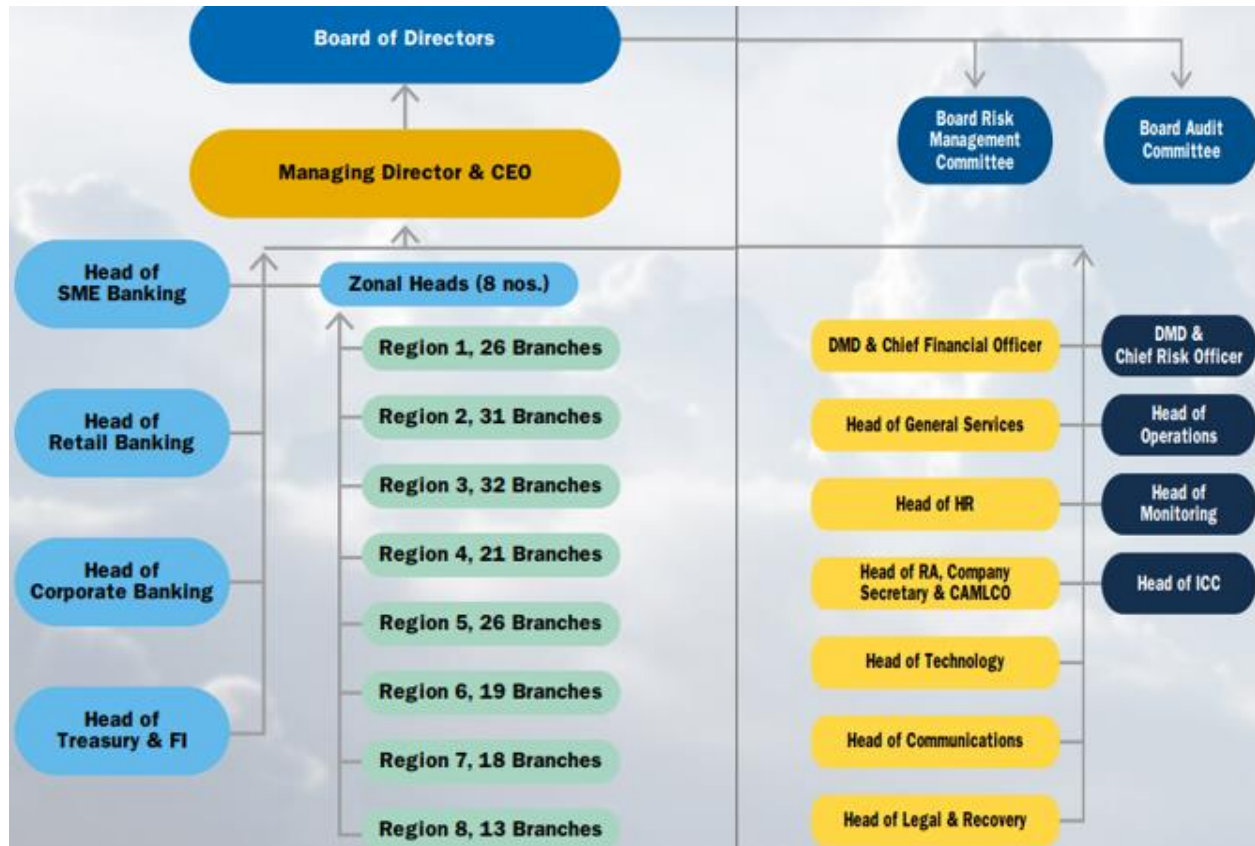 Board of Directors
Managing Director & CEO
Board Risk
Management
Committee
Board Audit
Committee
Head of
SME Banking
Head of
Retail Banking
Head of
Corporate Banking
Head of
Treasury & FI
Zonal Heads (8 nos.)
Region 1, 26 Branches
Region 2, 31 Branches
Region 3, 32 Branches
Region 4, 21 Branches
Region 5, 26 Branches
Region 6, 19 Branches
Region 7, 18 Branches
Region 8, 13 Branches
DMD & Chief Financial Officer
Head of General Services
Head of HR
Head of RA, Company
Secretary & CAMLCO
Head of Technology
Head of Communications
Head of Legal & Recovery
DMD &
Chief Risk Officer
Head of
Operations
Head of
Monitoring
Head of ICC